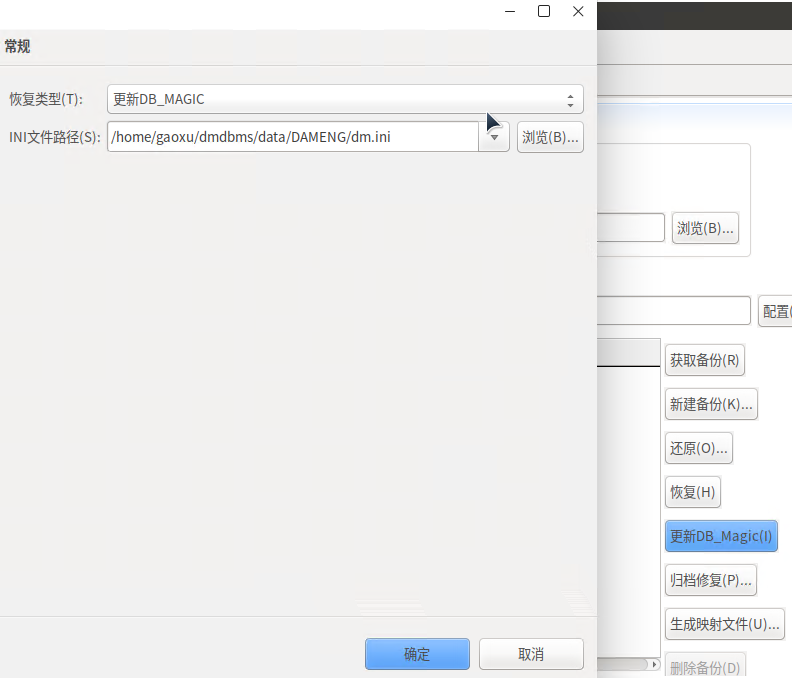 常规
恢复类型(T): 更新DB_MAGIC
INI文件路径(S): /home/gaoxu/dmdbms/data/DAMENG/dm.ini 浏览(B)...
确定 取消
浏览(B)...
配置(
获取备份(R)
新建备份(K)...
还原(O)...
恢复(H)
更新DB_Magic(I)
归档修复(P)...
生成映射文件(U)...
删除备份(D)